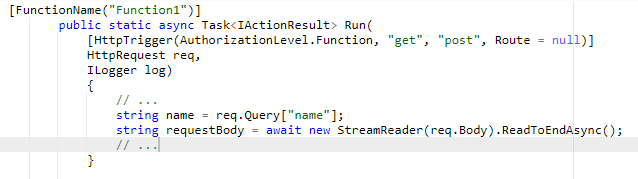 [FunctionName("Function1")]
public static async Task<IActionResult> Run(
[HttpTrigger(AuthorizationLevel.Function, "get", "post", Route = null)]
HttpRequest req,
ILogger log)
{
// ...
string name = req.Query["name"];
string requestBody = await new StreamReader(req.Body).ReadToEndAsync();
// ...
}